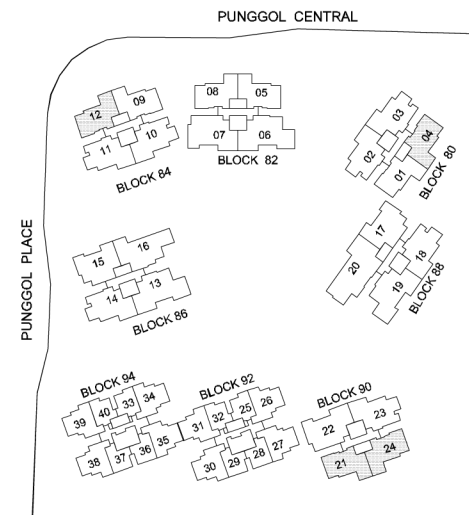 PUNGGOL CENTRAL
PUNGGOL PLACE
12 09
11 10
BLOCK 84
08 05
07 06
BLOCK 82
03
04
02
01
BLOCK 80
15 16
14 13
BLOCK 86
17
18
20
19
BLOCK 88
BLOCK 94
39 40 33 34
38 37 36 35
BLOCK 92
31 32 25 26
30 29 28 27
BLOCK 90
22 23
21 24